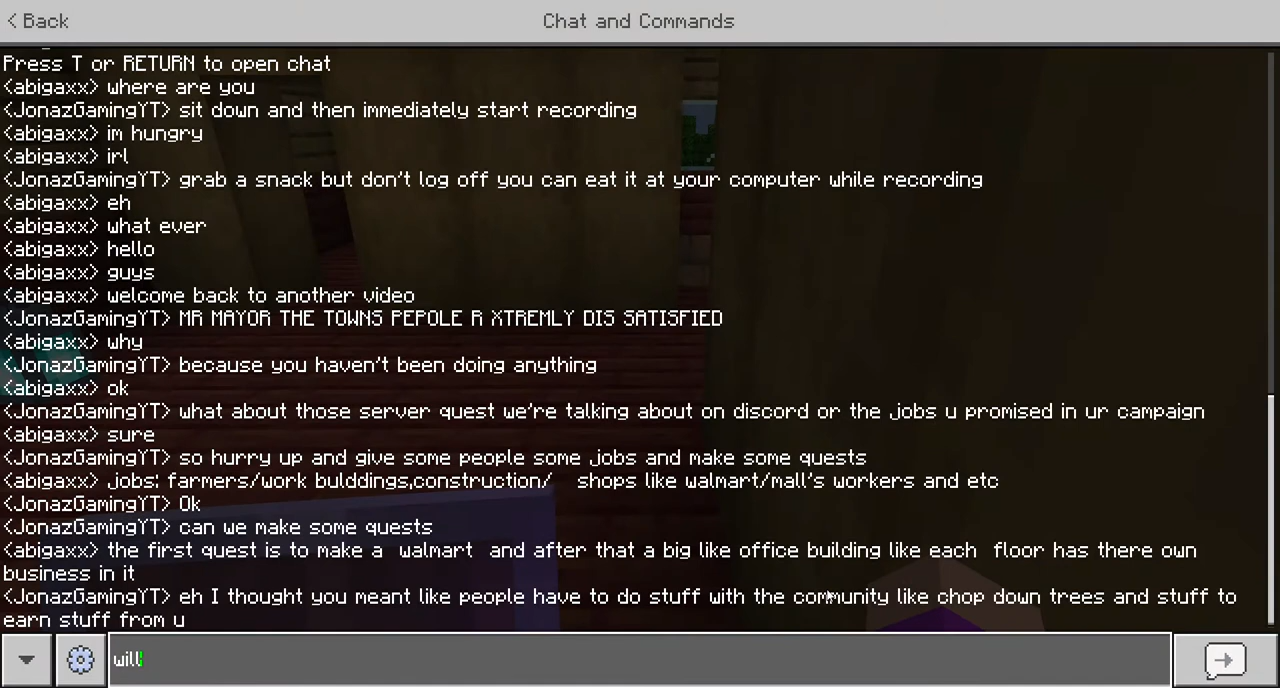 < Back
Chat and Commands
Press T or RETURN to open chat
<abigaxx> where are you
<JonazGamingYT> sit down and then immediately start recording
<abigaxx> im hungry
<abigaxx> irl
<JonazGamingYT> grab a snack but don't log off you can eat it at your computer while recording
<abigaxx> eh
<abigaxx> what ever
<abigaxx> hello
<abigaxx> guys
<abigaxx> welcome back to another video
<JonazGamingYT> MR MAYOR THE TOWNS PEPOLE R XTREMLY DIS SATISFIED
<abigaxx> why
<JonazGamingYT> because you haven't been doing anything
<abigaxx> ok
<JonazGamingYT> what about those server quest we're talking about on discord or the jobs u promised in ur campaign
<abigaxx> sure
<JonazGamingYT> so hurry up and give some people some jobs and make some quests
<abigaxx> jobs: farmers/work bulddings,construction/  shops like walmart/mall's workers and etc
<JonazGamingYT> Ok
<JonazGamingYT> can we make some quests
<abigaxx> the first quest is to make a  walmart  and after that a big like office building like each  floor has there own
business in it
<JonazGamingYT> eh I thought you meant like people have to do stuff with the community like chop down trees and stuff to
earn stuff from u
will